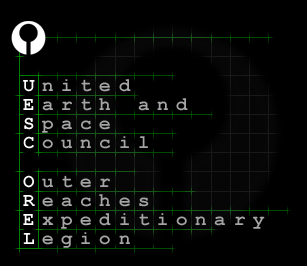 United
Earth and
Space
Council
Outer
Reaches
Expeditionary
Legion